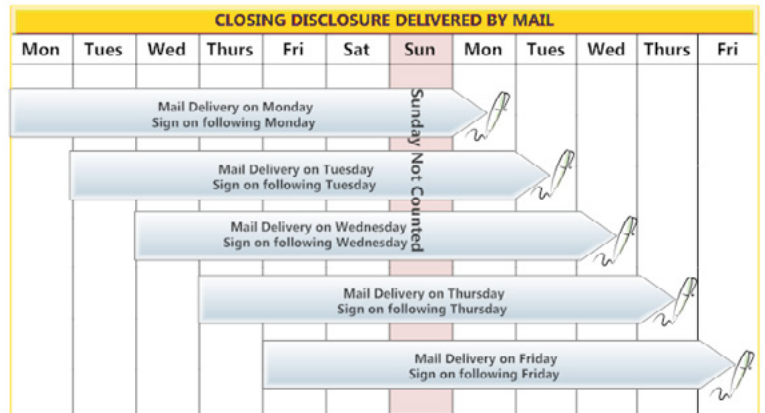 CLOSING DISCLOSURE DELIVERED BY MAIL
Mon Tues Wed Thurs Fri Sat Sun Mon Tues Wed Thurs Fri
Sunday Not Counted
Mail Delivery on Monday
Sign on following Monday
Mail Delivery on Tuesday
Sign on following Tuesday
Mail Delivery on Wednesday
Sign on following Wednesday
Mail Delivery on Thursday
Sign on following Thursday
Mail Delivery on Friday
Sign on following Friday